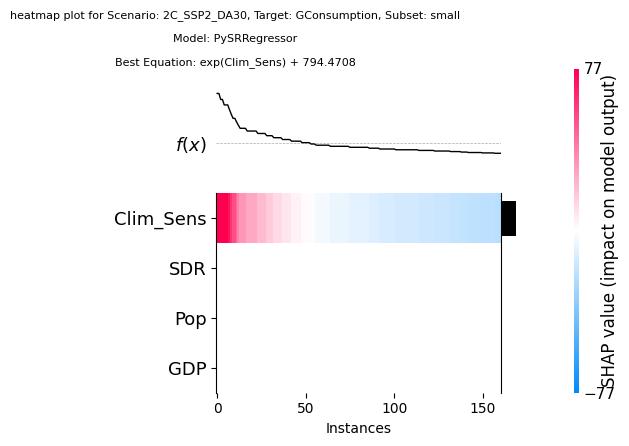 heatmap plot for Scenario: 2C_SSP2_DA30, Target: GConsumption, Subset: small
Model: PySRRegressor
Best Equation: exp(Clim_Sens) + 794.4708
f(x)
Clim_Sens
SDR
Pop
GDP
0 50 100 150
Instances
77
SHAP value (impact on model output)
−77